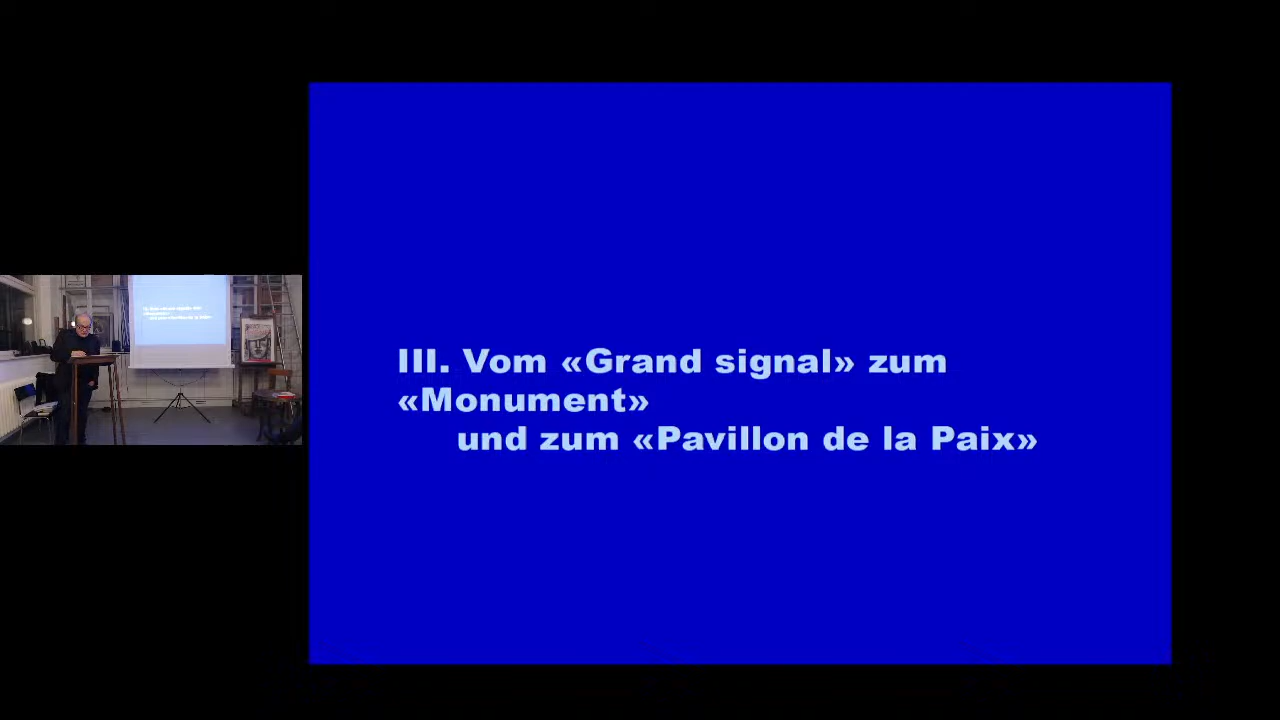 III. Vom «Grand signal» zum
«Monument»
und zum «Pavillon de la Paix»